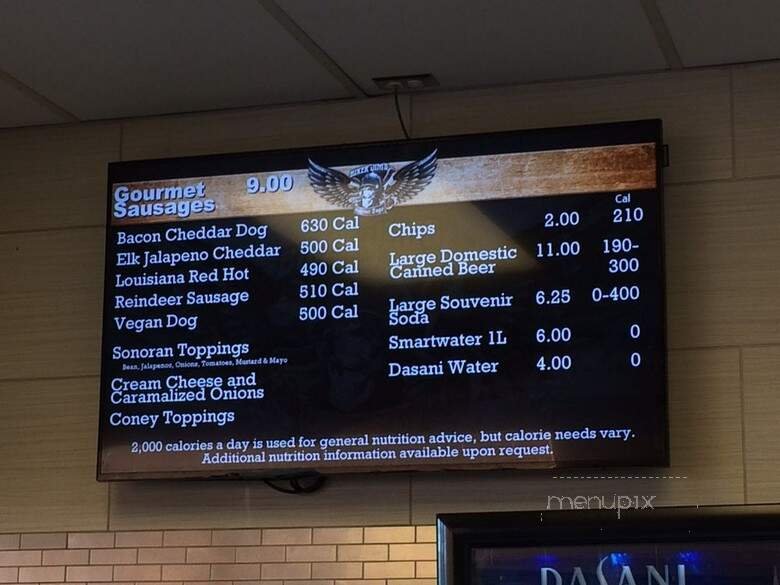 BIKER JIM'S
Gourmet 9.00
Sausages
Bacon Cheddar Dog 630 Cal
Elk Jalapeno Cheddar 500 Cal
Louisiana Red Hot 490 Cal
Reindeer Sausage 510 Cal
Vegan Dog 500 Cal
Sonoran Toppings
Bean, Jalapenos, Onions, Tomatoes, Mustard & Mayo
Cream Cheese and
Caramalized Onions
Coney Toppings
Cal
Chips 2.00 210
Large Domestic 11.00 190-
Canned Beer 300
Large Souvenir 6.25 0-400
Soda
Smartwater 1L 6.00 0
Dasani Water 4.00 0
2,000 calories a day is used for general nutrition advice, but calorie needs vary.
Additional nutrition information available upon request.
menupix
DASANI